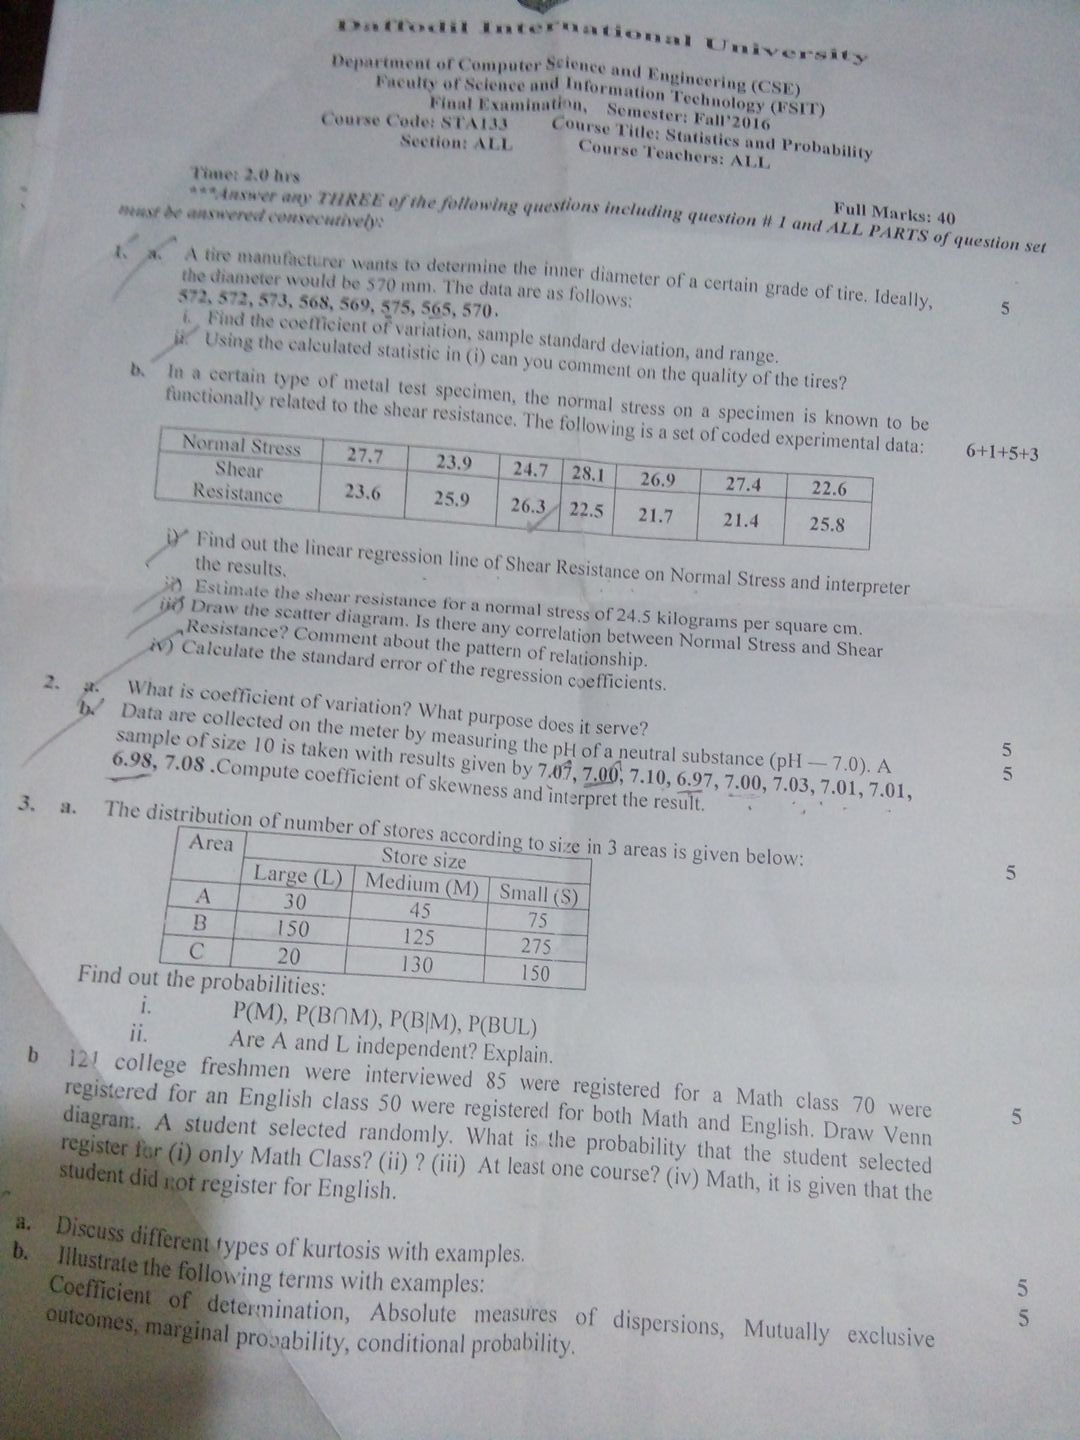 Daffodil International University
Department of Computer Science and Engineering (CSE)
Faculty of Science and Information Technology (FSIT)
Final Examination, Semester: Fall'2016
Course Code: STA133 Course Title: Statistics and Probability
Section: ALL Course Teachers: ALL
Time: 2.0 hrs Full Marks: 40
***Answer any THREE of the following questions including question # 1 and ALL PARTS of question set
must be answered consecutively:
1. a. A tire manufacturer wants to determine the inner diameter of a certain grade of tire. Ideally, 5
the diameter would be 570 mm. The data are as follows:
572, 572, 573, 568, 569, 575, 565, 570.
i. Find the coefficient of variation, sample standard deviation, and range.
ii. Using the calculated statistic in (i) can you comment on the quality of the tires?
b. In a certain type of metal test specimen, the normal stress on a specimen is known to be 6+1+5+3
functionally related to the shear resistance. The following is a set of coded experimental data:
Normal Stress 27.7 23.9 24.7 28.1 26.9 27.4 22.6
Shear
Resistance 23.6 25.9 26.3 22.5 21.7 21.4 25.8
i) Find out the linear regression line of Shear Resistance on Normal Stress and interpreter
the results.
ii) Estimate the shear resistance for a normal stress of 24.5 kilograms per square cm.
iii) Draw the scatter diagram. Is there any correlation between Normal Stress and Shear
Resistance? Comment about the pattern of relationship.
iv) Calculate the standard error of the regression coefficients.
2. a. What is coefficient of variation? What purpose does it serve? 5
b. Data are collected on the meter by measuring the pH of a neutral substance (pH — 7.0). A 5
sample of size 10 is taken with results given by 7.07, 7.00, 7.10, 6.97, 7.00, 7.03, 7.01, 7.01,
6.98, 7.08 .Compute coefficient of skewness and interpret the result.
3. a. The distribution of number of stores according to size in 3 areas is given below: 5
Area Store size
Large (L) Medium (M) Small (S)
A 30 45 75
B 150 125 275
C 20 130 150
Find out the probabilities:
i. P(M), P(B∩M), P(B|M), P(BUL)
ii. Are A and L independent? Explain.
b 121 college freshmen were interviewed 85 were registered for a Math class 70 were 5
registered for an English class 50 were registered for both Math and English. Draw Venn
diagram. A student selected randomly. What is the probability that the student selected
register for (i) only Math Class? (ii) ? (iii) At least one course? (iv) Math, it is given that the
student did not register for English.
a. Discuss different types of kurtosis with examples. 5
b. Illustrate the following terms with examples: 5
Coefficient of determination, Absolute measures of dispersions, Mutually exclusive
outcomes, marginal probability, conditional probability.